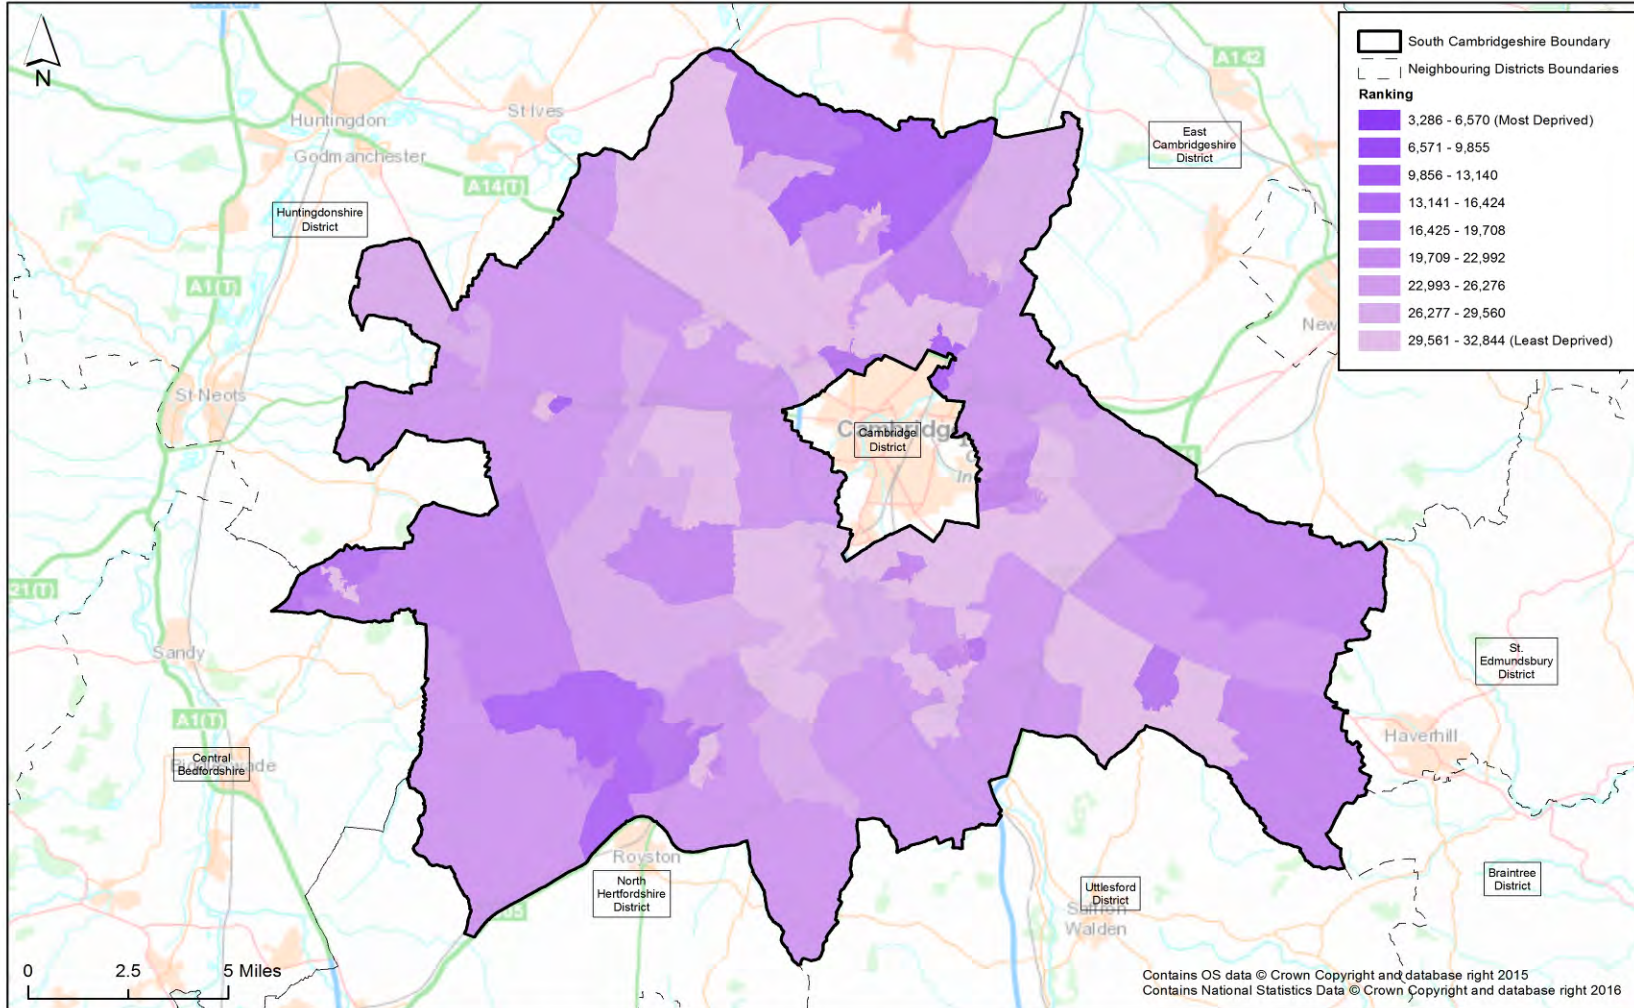 N
St Ives
Huntingdon
Godmanchester
A14(T)
A142
East
Cambridgeshire
District
Huntingdonshire
District
A1(T)
New
St Neots
Cambridg
Cambridge
District
21(U)
Sandy
A1(T)
Central
Bedfordshire
St.
Edmundsbury
District
Haverhill
Royston
North
Hertfordshire
District
Uttlesford
District
Saffron
Walden
Braintree
District
South Cambridgeshire Boundary
Neighbouring Districts Boundaries
Ranking
3,286 - 6,570 (Most Deprived)
6,571 - 9,855
9,856 - 13,140
13,141 - 16,424
16,425 - 19,708
19,709 - 22,992
22,993 - 26,276
26,277 - 29,560
29,561 - 32,844 (Least Deprived)
0 2.5 5 Miles
Contains OS data © Crown Copyright and database right 2015
Contains National Statistics Data © Crown Copyright and database right 2016